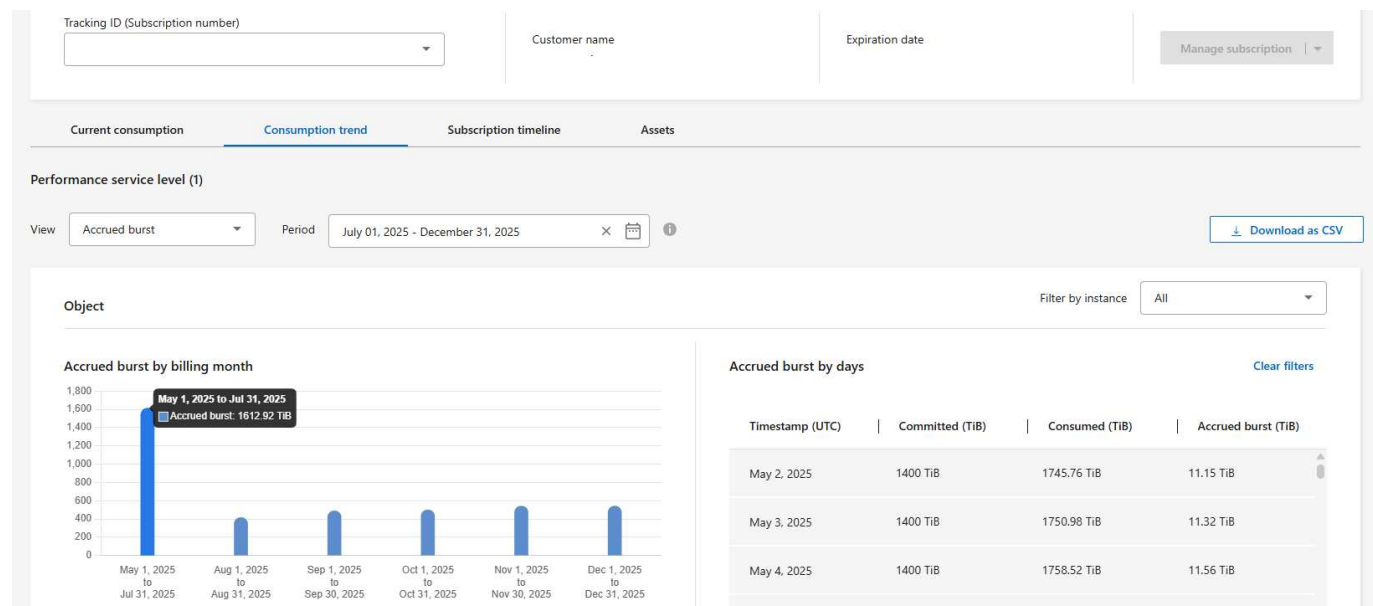 Tracking ID (Subscription number)
Customer name
Expiration date
Manage subscription
Current consumption
Consumption trend
Subscription timeline
Assets
Performance service level (1)
View
Accrued burst
Period
July 01, 2025 - December 31, 2025
Download as CSV
Object
Filter by instance
All
Accrued burst by billing month
1,800
1,600
1,400
1,200
1,000
800
600
400
200
0
May 1, 2025 to Jul 31, 2025
Accrued burst: 1612.92 TiB
May 1, 2025
to
Jul 31, 2025
Aug 1, 2025
to
Aug 31, 2025
Sep 1, 2025
to
Sep 30, 2025
Oct 1, 2025
to
Oct 31, 2025
Nov 1, 2025
to
Nov 30, 2025
Dec 1, 2025
to
Dec 31, 2025
Accrued burst by days
Clear filters
Timestamp (UTC) Committed (TiB) Consumed (TiB) Accrued burst (TiB)
May 2, 2025 1400 TiB 1745.76 TiB 11.15 TiB
May 3, 2025 1400 TiB 1750.98 TiB 11.32 TiB
May 4, 2025 1400 TiB 1758.52 TiB 11.56 TiB